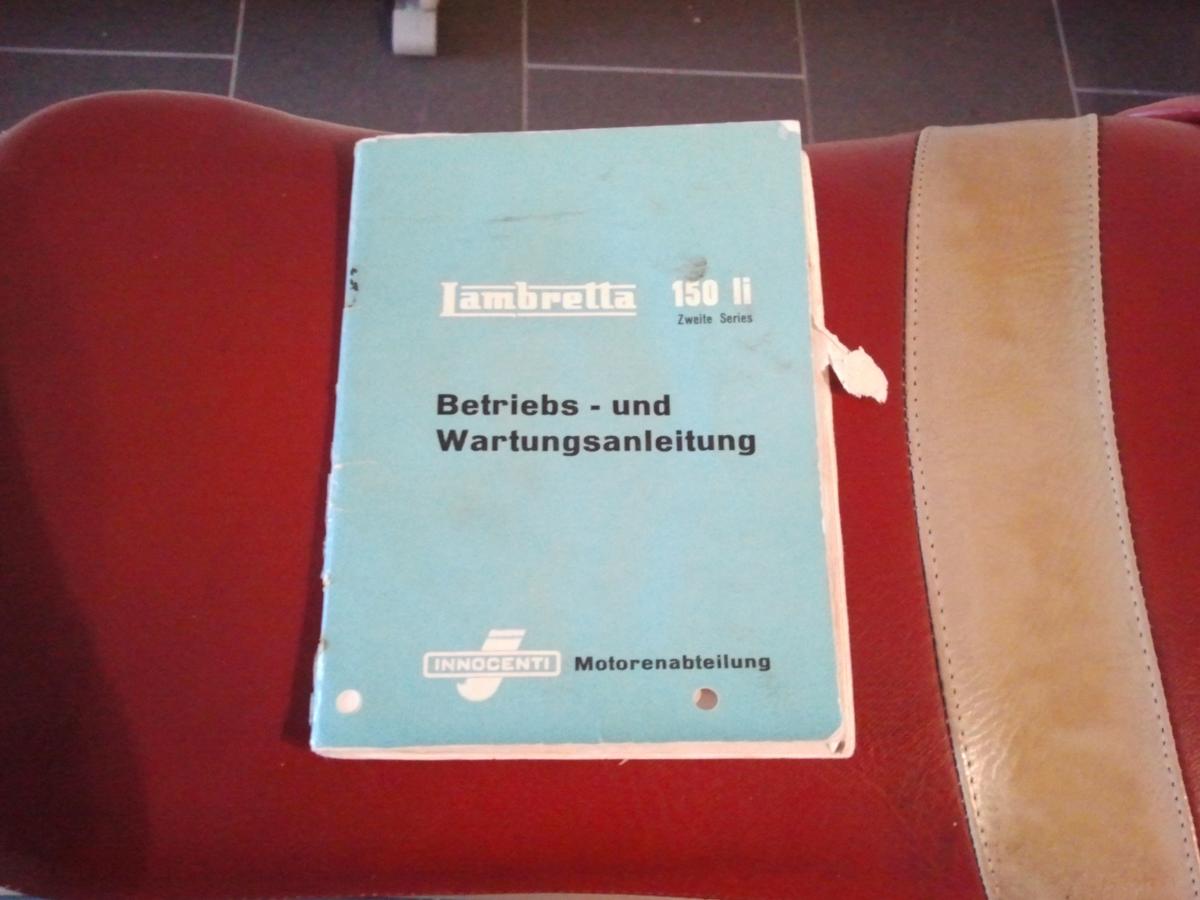 Lambretta 150 li
Zweite Series
Betriebs - und
Wartungsanleitung
INNOCENTI Motorenabteilung